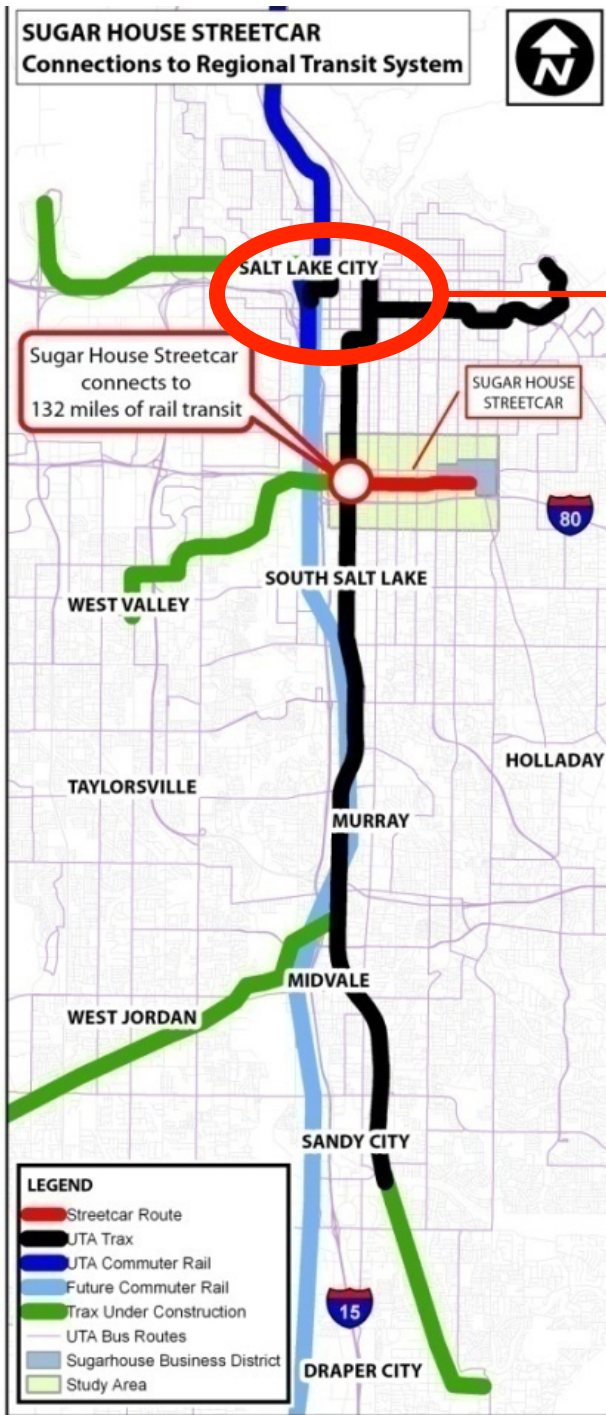 SUGAR HOUSE STREETCAR
Connections to Regional Transit System
N
SALT LAKE CITY
Sugar House Streetcar
connects to
132 miles of rail transit
SUGAR HOUSE
STREETCAR
80
SOUTH SALT LAKE
WEST VALLEY
HOLLADAY
TAYLORSVILLE
MURRAY
MIDVALE
WEST JORDAN
SANDY CITY
LEGEND
Streetcar Route
UTA Trax
UTA Commuter Rail
Future Commuter Rail
Trax Under Construction
UTA Bus Routes
Sugarhouse Business District
Study Area
15
DRAPER CITY